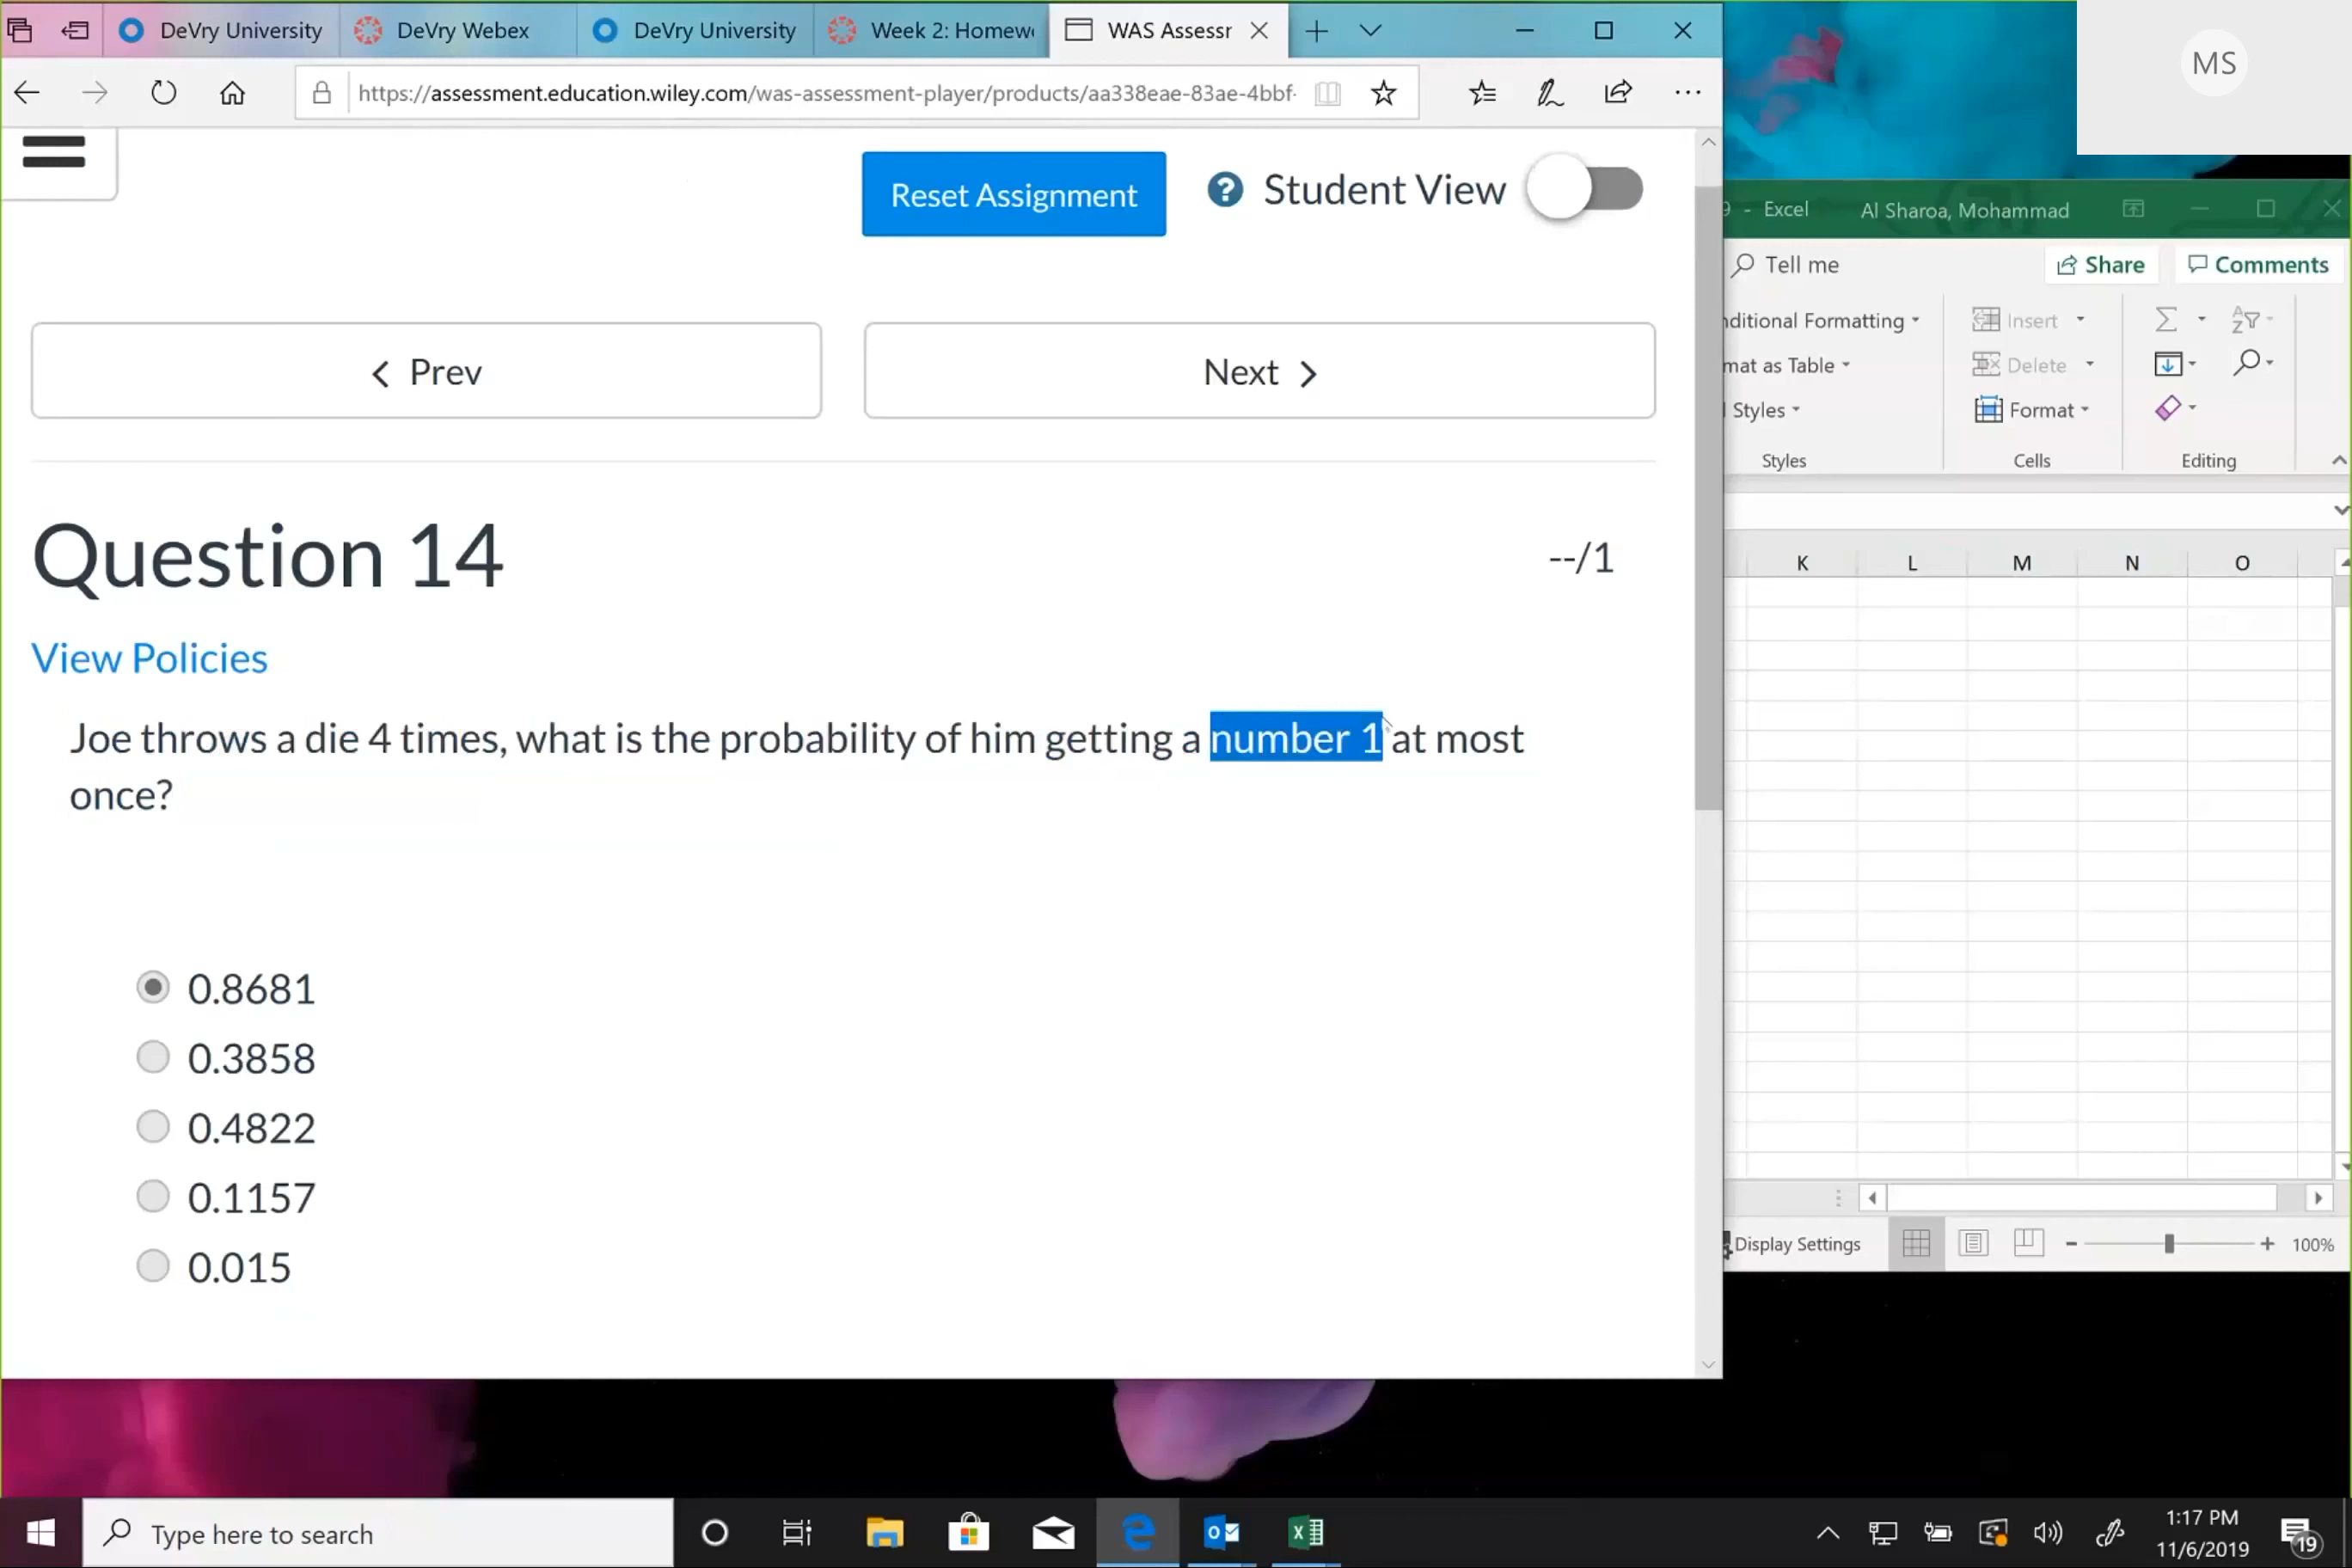 DeVry University
DeVry Webex
DeVry University
Week 2: Homew
WAS Assessr
https://assessment.education.wiley.com/was-assessment-player/products/aa338eae-83ae-4bbf-
MS
Reset Assignment
Student View
9 - Excel
Al Sharoa, Mohammad
Tell me
Share
Comments
nditional Formatting
Insert
mat as Table
Delete
Styles
Format
Styles
Cells
Editing
Prev
Next
Question 14
--/1
K L M N O
View Policies
Joe throws a die 4 times, what is the probability of him getting a number 1 at most
once?
0.8681
0.3858
0.4822
0.1157
0.015
Display Settings
100%
Type here to search
1:17 PM
11/6/2019
19